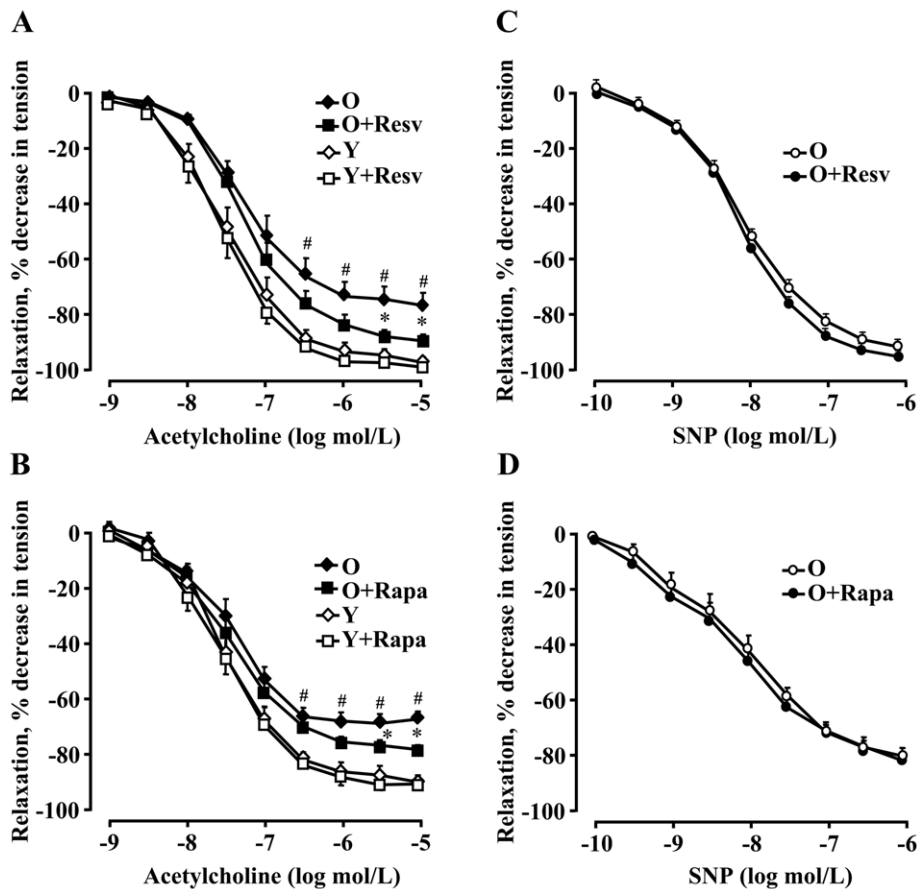 A
Relaxation, % decrease in tension
0
-20
-40
-60
-80
-100
O
O+Resv
Y
Y+Resv
# # # #
* *
-9 -8 -7 -6 -5
Acetylcholine (log mol/L)
C
Relaxation, % decrease in tension
0
-20
-40
-60
-80
-100
O
O+Resv
-10 -9 -8 -7 -6
SNP (log mol/L)
B
Relaxation, % decrease in tension
0
-20
-40
-60
-80
-100
O
O+Rapa
Y
Y+Rapa
# # # #
* *
-9 -8 -7 -6 -5
Acetylcholine (log mol/L)
D
Relaxation, % decrease in tension
0
-20
-40
-60
-80
-100
O
O+Rapa
-10 -9 -8 -7 -6
SNP (log mol/L)